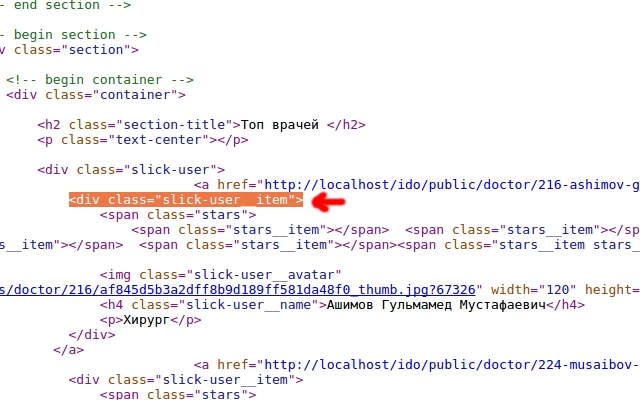 - end section -->
- begin section -->
v class="section">
<!-- begin container -->
<div class="container">
<h2 class="section-title">Топ врачей </h2>
<p class="text-center"></p>
<div class="slick-user">
<a href="http://localhost/ido/public/doctor/216-ashimov-g
<div class="slick-user__item">
<span class="stars">
<span class="stars__item"></span> <span class="stars__item"></sp
s__item"></span> <span class="stars__item"></span><span class="stars__item stars_
<img class="slick-user__avatar"
s/doctor/216/af845d5b3a2dff8b9d189ff581da48f0_thumb.jpg?67326" width="120" height=
<h4 class="slick-user__name">Ашимов Гульмамед Мустафаевич</h4>
<p>Хирург</p>
</div>
</a>
<a href="http://localhost/ido/public/doctor/224-musaibov-
<div class="slick-user__item">
<span class="stars">